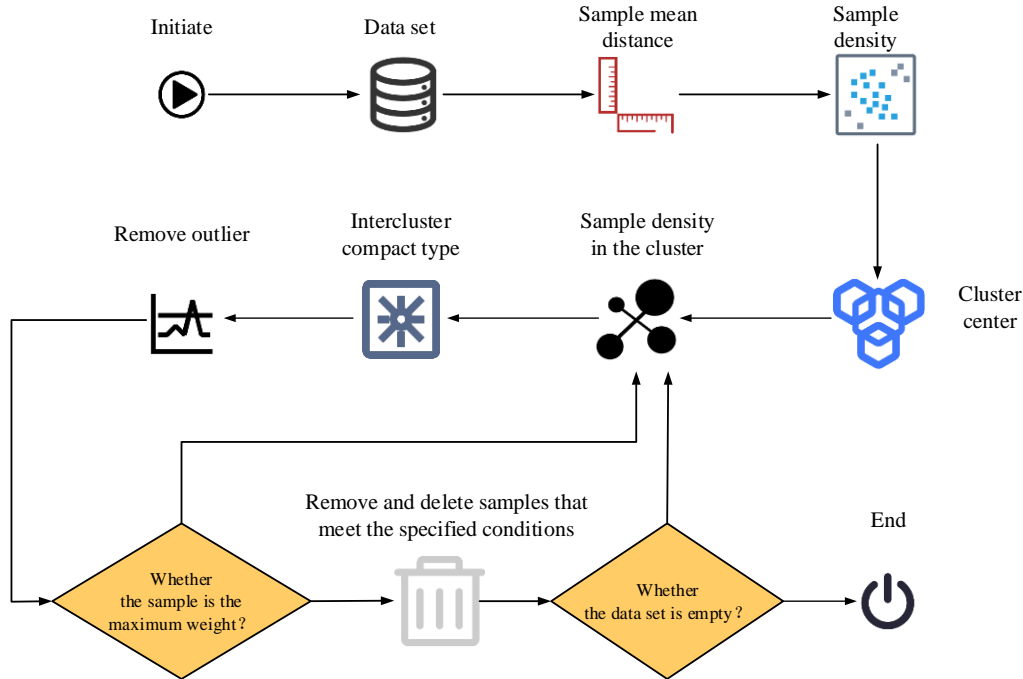 Initiate
Data set
Sample mean
distance
Sample
density
Remove outlier
Intercluster
compact type
Sample density
in the cluster
Cluster
center
Remove and delete samples that
meet the specified conditions
End
Whether
the sample is the
maximum weight?
Whether
the data set is empty?